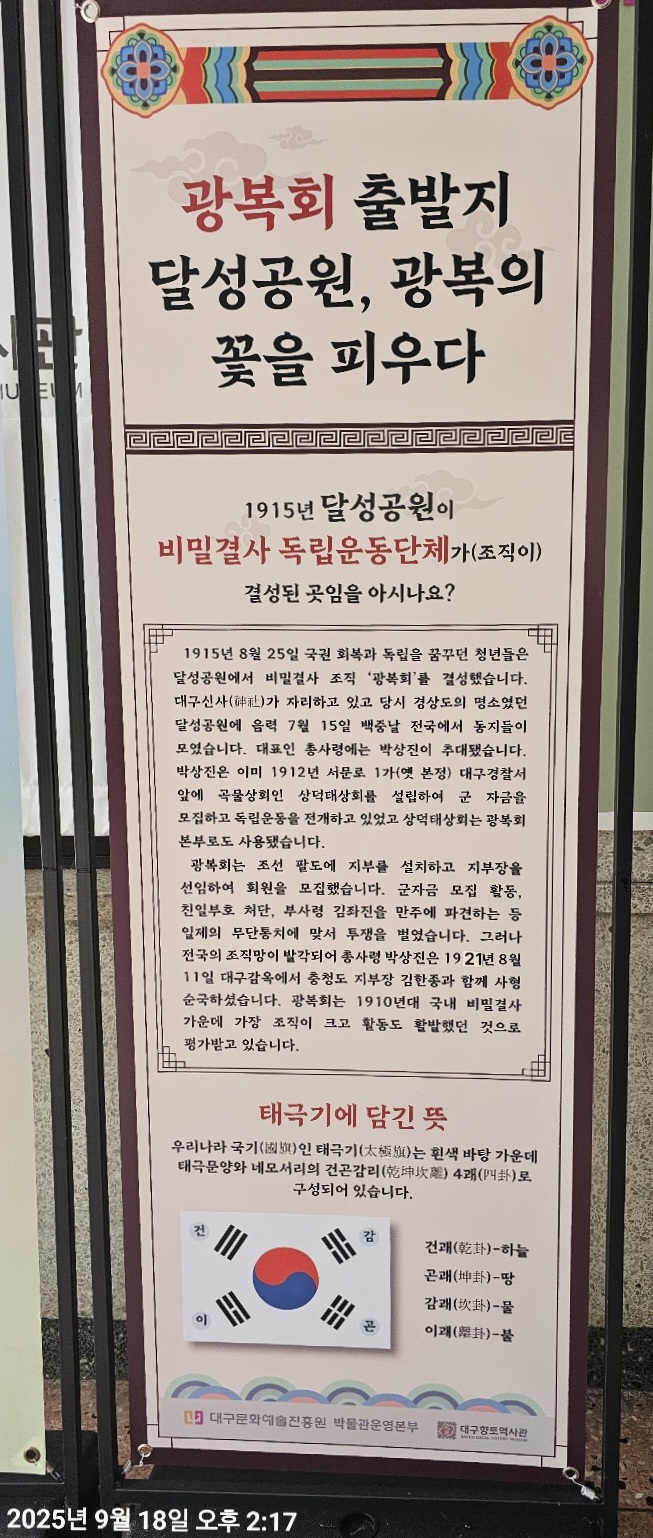 광복회 출발지
달성공원, 광복의
꽃을 피우다
1915년 달성공원이
비밀결사 독립운동단체가(조직이)
결성된 곳임을 아시나요?
1915년 8월 25일 국권 회복과 독립을 꿈꾸던 청년들은
달성공원에서 비밀결사 조직 ‘광복회’를 결성했습니다.
대구신사(神社)가 자리하고 있고 당시 경상도의 명소였던
달성공원에 음력 7월 15일 백중날 전국에서 동지들이
모였습니다. 대표인 총사령에는 박상진이 추대됐습니다.
박상진은 이미 1912년 서문로 1가(옛 본정) 대구경찰서
앞에 곡물상회인 상덕태상회를 설립하여 군 자금을
모집하고 독립운동을 전개하고 있었고 상덕태상회는 광복회
본부로도 사용됐습니다.
광복회는 조선 팔도에 지부를 설치하고 지부장을
선임하여 회원을 모집했습니다. 군자금 모집 활동,
친일부호 처단, 부사령 김좌진을 만주에 파견하는 등
일제의 무단통치에 맞서 투쟁을 벌였습니다. 그러나
전국의 조직망이 발각되어 총사령 박상진은 1921년 8월
11일 대구감옥에서 충청도 지부장 김한종과 함께 사형
순국하셨습니다. 광복회는 1910년대 국내 비밀결사
가운데 가장 조직이 크고 활동도 활발했던 것으로
평가받고 있습니다.
태극기에 담긴 뜻
우리나라 국기(國旗)인 태극기(太極旗)는 흰색 바탕 가운데
태극문양와 네모서리의 건곤감리(乾坤坎離) 4괘(四卦)로
구성되어 있습니다.
건 감
이 곤
건괘(乾卦)-하늘
곤괘(坤卦)-땅
감괘(坎卦)-물
이괘(離卦)-불
대구문화예술진흥원 박물관운영본부
대구향토역사관
DAEGU LOCAL HISTORY MUSEUM
2025년 9월 18일 오후 2:17